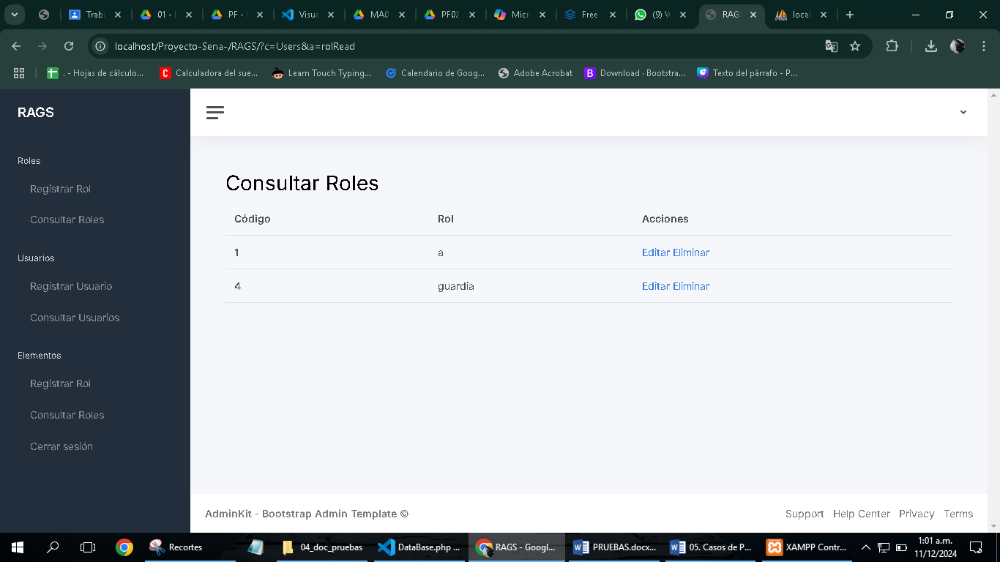 Traba
01 -
PF -
Visua
MA0
PF02
Micr
Free
(9) W
RAG
local
localhost/Proyecto-Sena-/RAGS/?c=Users&a=rolRead
. - Hojas de cálculo...
Calculadora del sue...
Learn Touch Typing...
Calendario de Goog...
Adobe Acrobat
Download · Bootstra...
Texto del párrafo - P...
RAGS
Roles
Registrar Rol
Consultar Roles
Usuarios
Registrar Usuario
Consultar Usuarios
Elementos
Registrar Rol
Consultar Roles
Cerrar sesión
Consultar Roles
Código Rol Acciones
1 a Editar Eliminar
4 guardia Editar Eliminar
AdminKit - Bootstrap Admin Template ©
Support Help Center Privacy Terms
Recortes
04_doc_pruebas
DataBase.php ...
RAGS - Googl...
PRUEBAS.docx...
05. Casos de P...
XAMPP Contr...
1:01 a.m.
11/12/2024